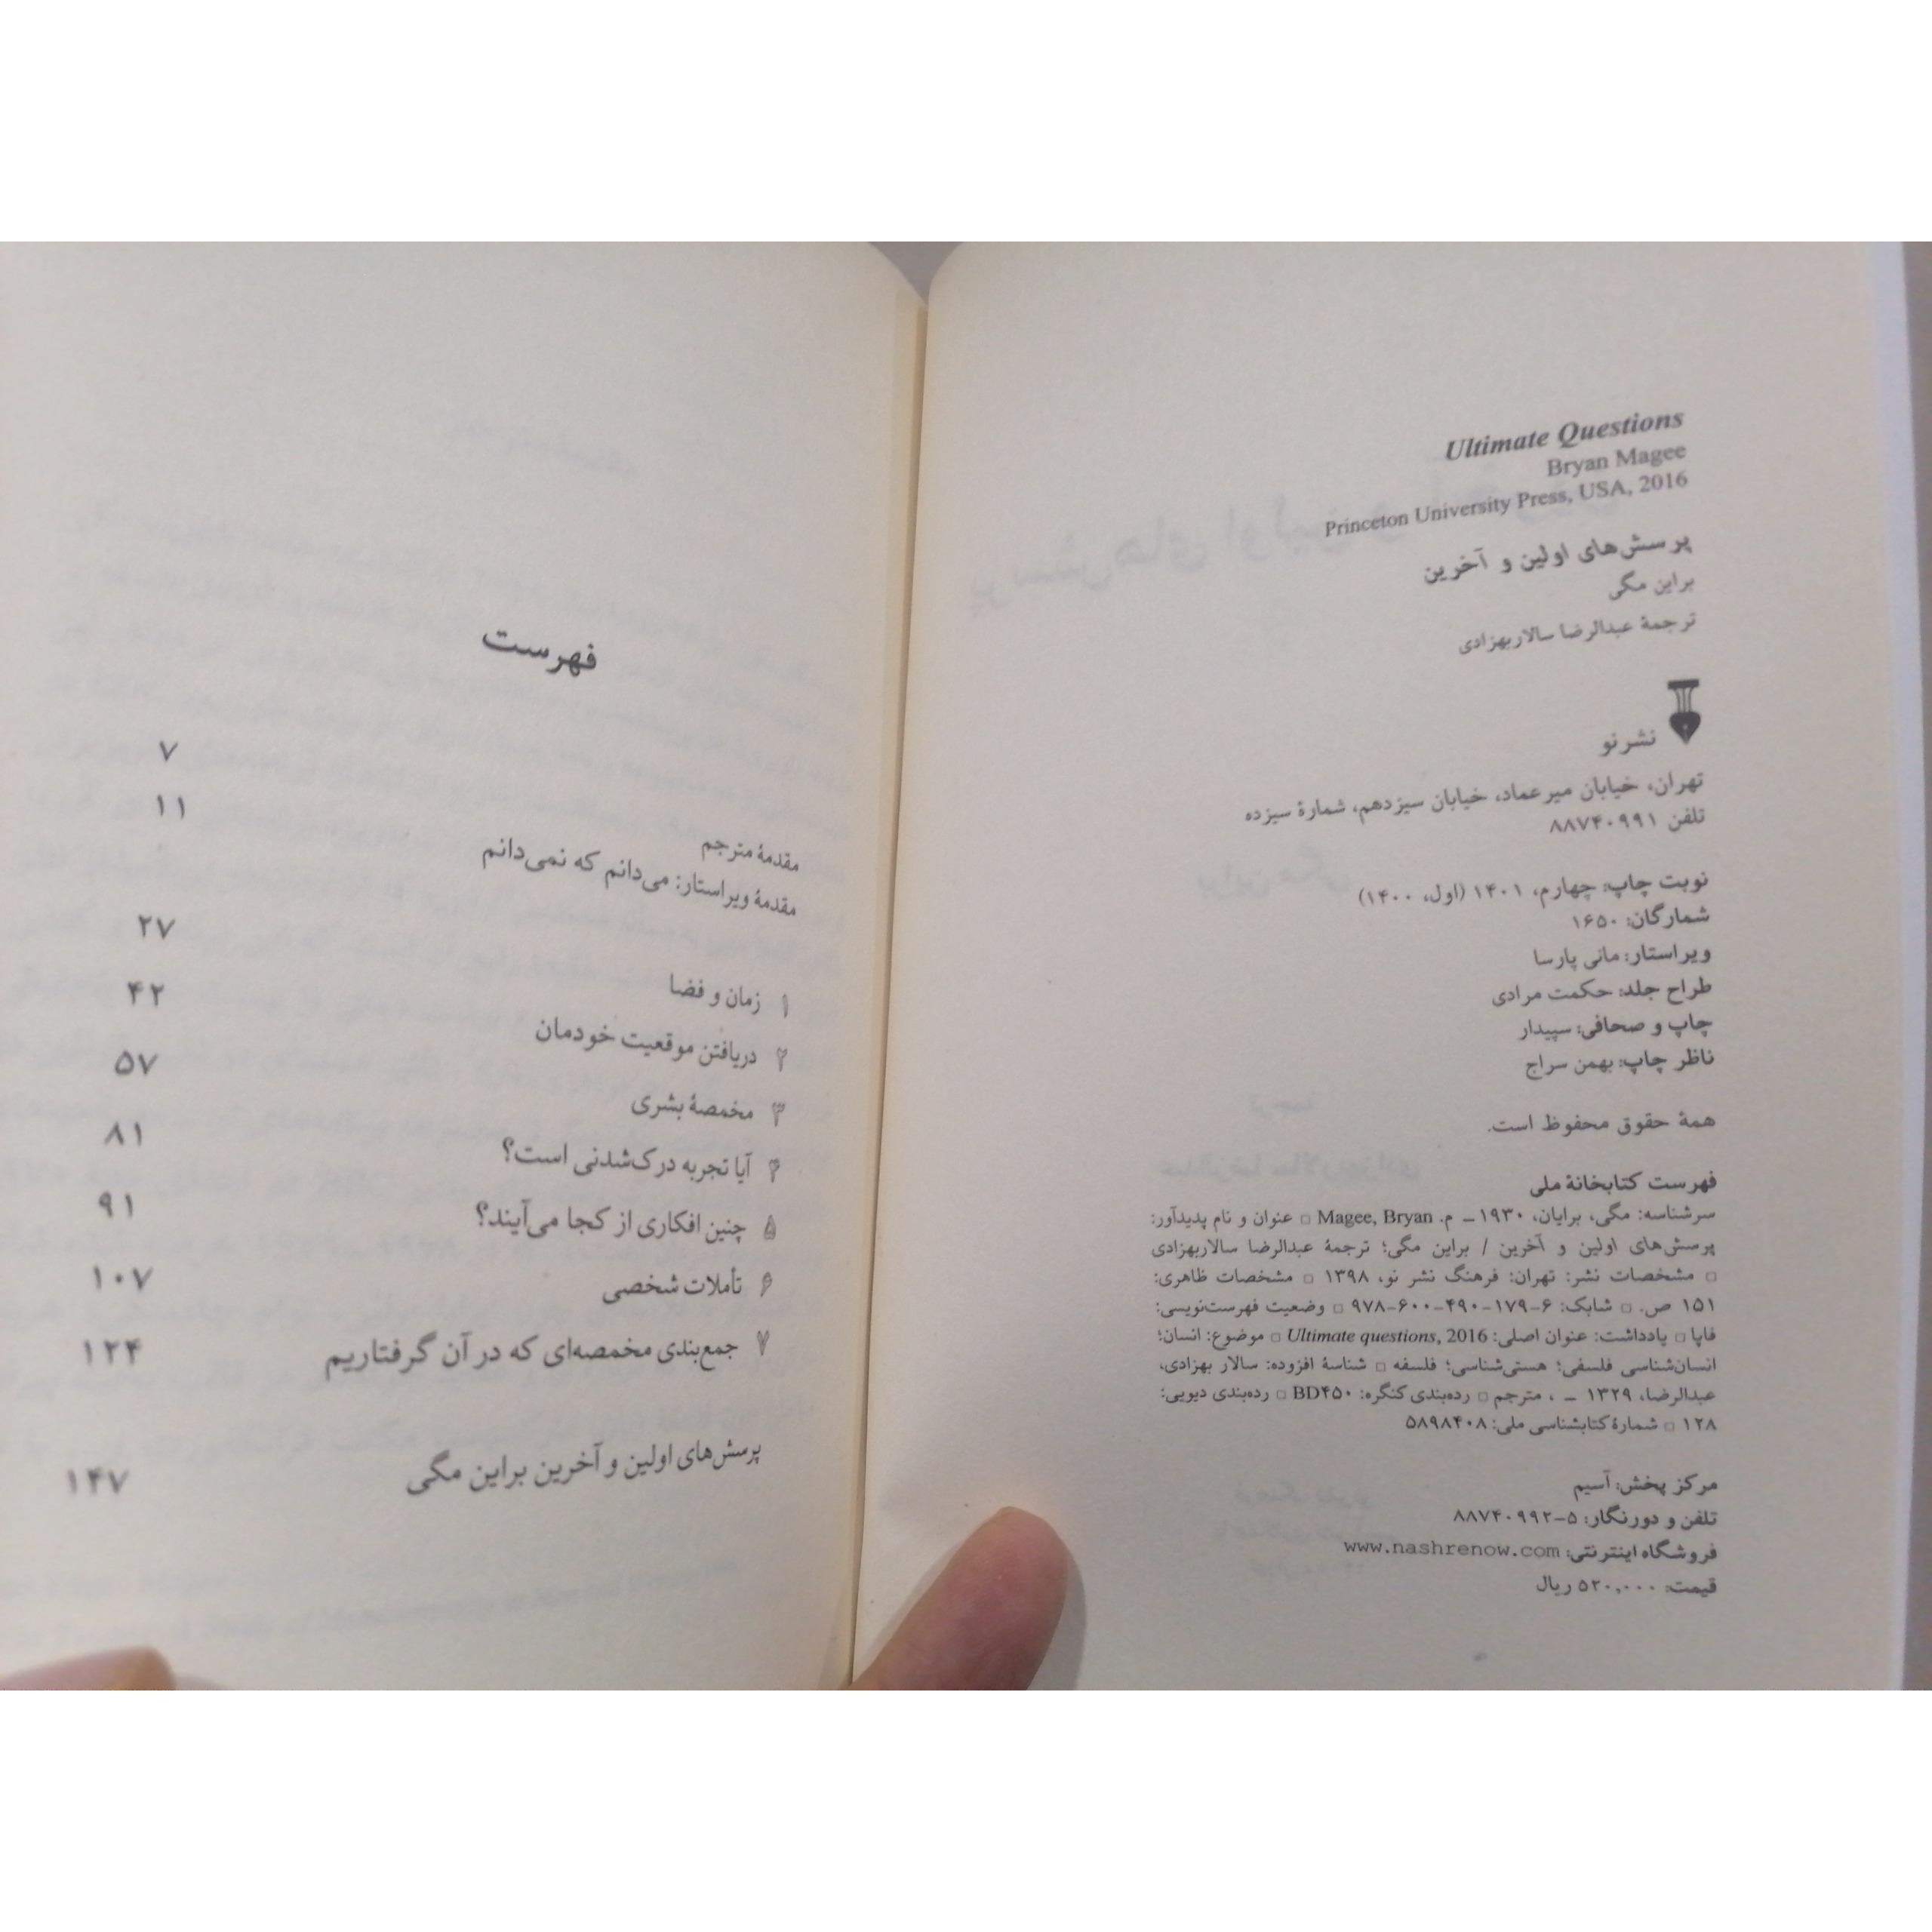 Ultimate Questions
Bryan Magee
Princeton University Press, USA, 2016
پرسش‌های اولین و آخرین
براین مگی
ترجمهٔ عبدالرضا سالاربهزادی
نشر نو
تهران، خیابان میرعماد، خیابان سیزدهم، شمارهٔ سیزده
تلفن ۸۸۷۴۰۹۹۱
نوبت چاپ: چهارم، ۱۴۰۱ (اول، ۱۴۰۰)
شمارگان: ۱۶۵۰
ویراستار: مانی پارسا
طراح جلد: حکمت مرادی
چاپ و صحافی: سپیدار
ناظر چاپ: بهمن سراج
همهٔ حقوق محفوظ است.
فهرست کتابخانهٔ ملی
سرشناسه: مگی، برایان، ۱۹۳۰ـ م. Magee, Bryan □ عنوان و نام پدیدآور:
پرسش‌های اولین و آخرین / براین مگی؛ ترجمهٔ عبدالرضا سالاربهزادی
□ مشخصات نشر: تهران: فرهنگ نشر نو، ۱۳۹۸ □ مشخصات ظاهری:
۱۵۱ ص. □ شابک: ۶-۱۷۹-۴۹۰-۶۰۰-۹۷۸ □ وضعیت فهرست‌نویسی:
فاپا □ یادداشت: عنوان اصلی: Ultimate questions, 2016 □ موضوع: انسان؛
انسان‌شناسی فلسفی؛ هستی‌شناسی؛ فلسفه □ شناسهٔ افزوده: سالار بهزادی،
عبدالرضا، ۱۳۲۹ ـ ، مترجم □ رده‌بندی کنگره: BD۴۵۰ □ رده‌بندی دیویی:
۱۲۸ □ شمارهٔ کتابشناسی ملی: ۵۸۹۸۴۰۸
مرکز پخش: آسیم
تلفن و دورنگار: ۵-۸۸۷۴۰۹۹۲
فروشگاه اینترنتی: www.nashrenow.com
قیمت: ۵۲۰,۰۰۰ ریال
فهرست
مقدمهٔ مترجم ۷
مقدمهٔ ویراستار: می‌دانم که نمی‌دانم ۱۱
۱ زمان و فضا ۲۷
۲ دریافتن موقعیت خودمان ۴۲
۳ مخمصهٔ بشری ۵۷
۴ آیا تجربه درک‌شدنی است؟ ۸۱
۵ چنین افکاری از کجا می‌آیند؟ ۹۱
۶ تأملات شخصی ۱۰۷
۷ جمع‌بندی مخمصه‌ای که در آن گرفتاریم ۱۲۴
پرسش‌های اولین و آخرین براین مگی ۱۴۷